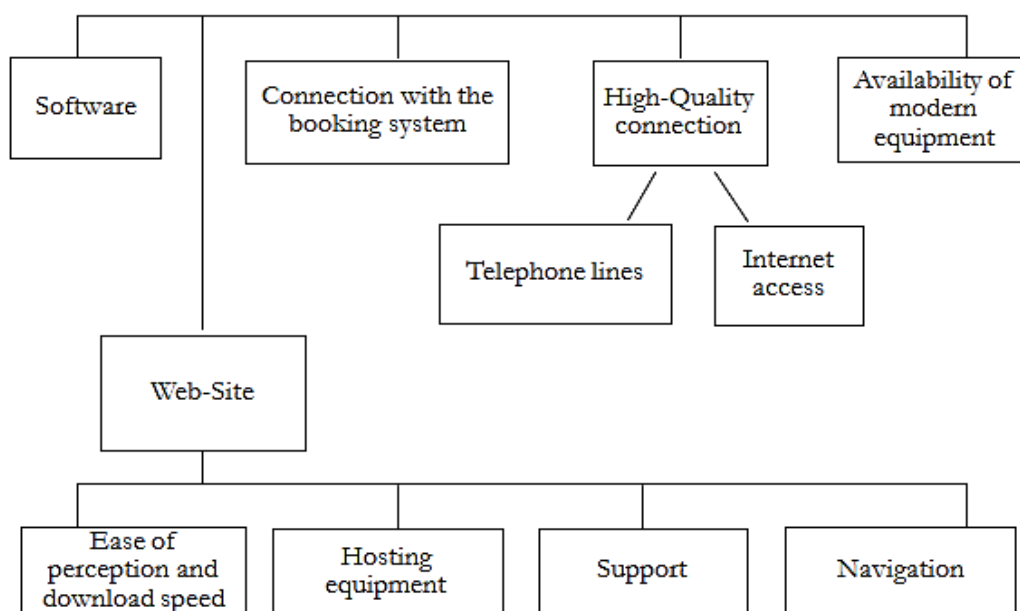 Software
Connection with the
booking system
High-Quality
connection
Availability of
modern
equipment
Telephone lines
Internet
access
Web-Site
Ease of
perception and
download speed
Hosting
equipment
Support
Navigation